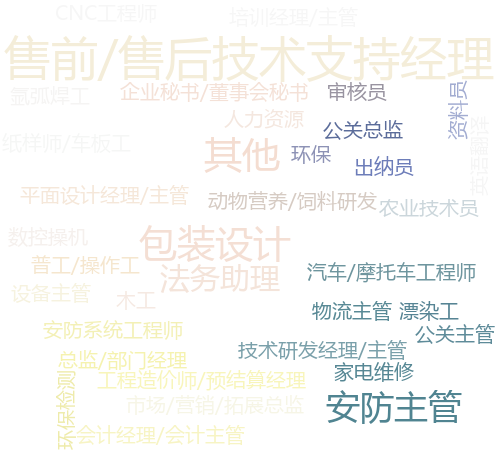 CNC工程师
培训经理/主管
售前/售后技术支持经理
氩弧焊工
企业秘书/董事会秘书
审核员
资料员
人力资源
公关总监
纸样师/车板工
其他
环保
出纳员
英语翻译
平面设计经理/主管
动物营养/饲料研发
农业技术员
数控操机
包装设计
普工/操作工
法务助理
汽车/摩托车工程师
设备主管
木工
物流主管
漂染工
安防系统工程师
公关主管
总监/部门经理
技术研发经理/主管
家电维修
环保检测
工程造价师/预结算经理
安防主管
市场/营销/拓展总监
会计经理/会计主管